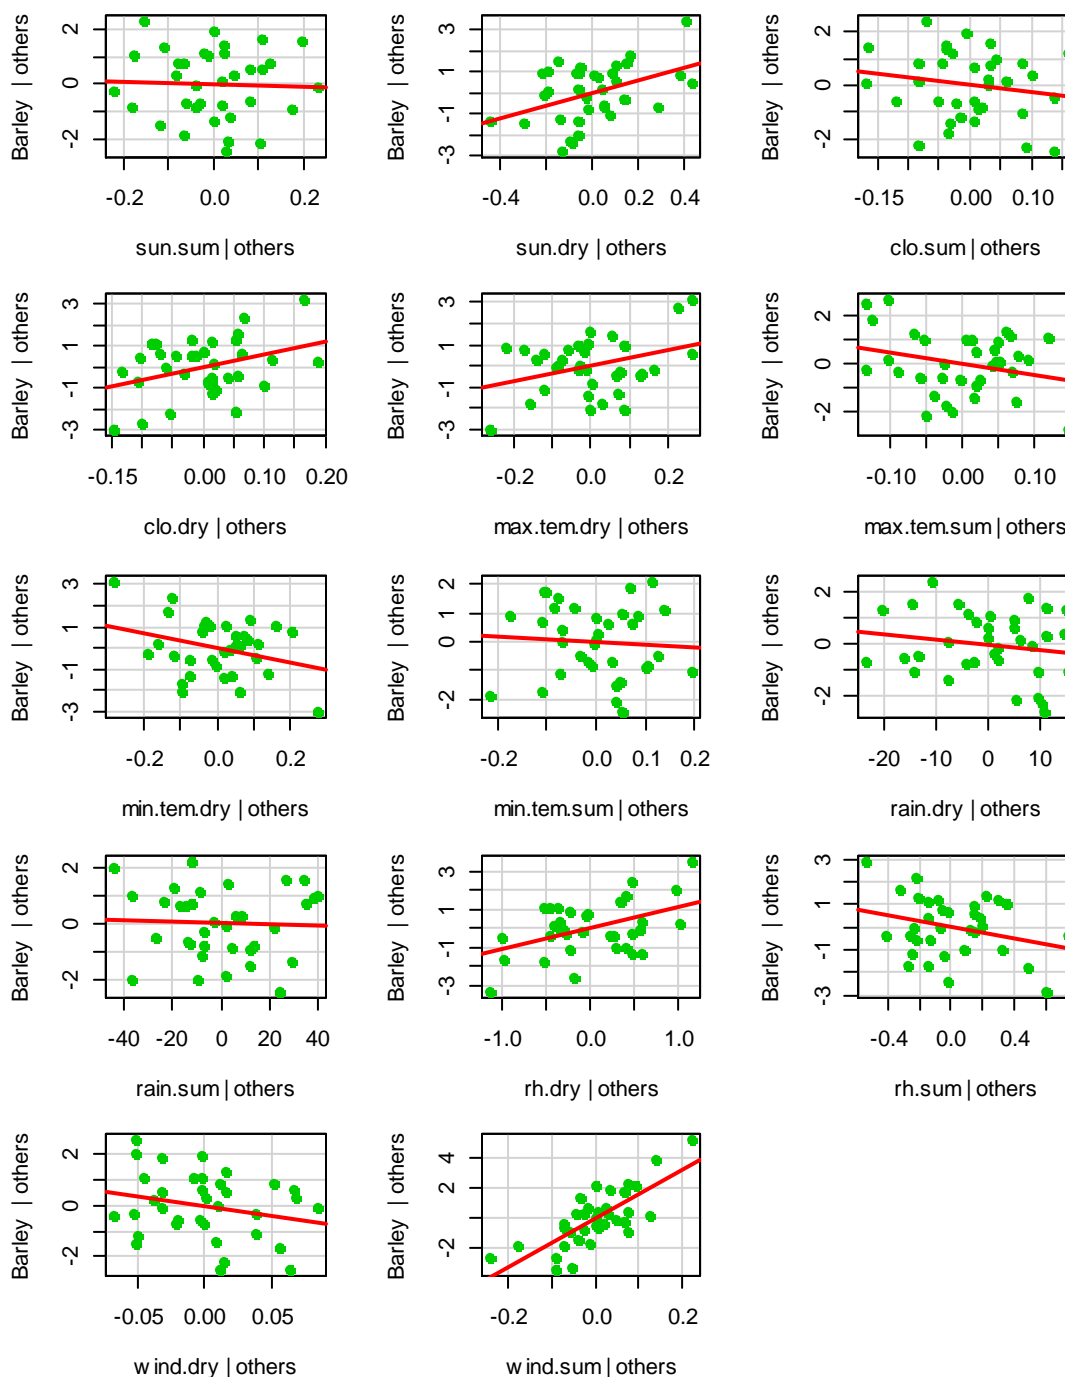 Barley | others
2
0
-2
-0.2 0.0 0.2
sun.sum | others
Barley | others
3
1
-1
-3
-0.4 0.0 0.2 0.4
sun.dry | others
Barley | others
2
0
-2
-0.15 0.00 0.10
clo.sum | others
Barley | others
3
1
-1
-3
-0.15 0.00 0.10 0.20
clo.dry | others
Barley | others
3
1
-1
-3
-0.2 0.0 0.2
max.tem.dry | others
Barley | others
2
0
-2
-0.10 0.00 0.10
max.tem.sum | others
Barley | others
3
1
-1
-3
-0.2 0.0 0.2
min.tem.dry | others
Barley | others
2
0
-2
-0.2 0.0 0.1 0.2
min.tem.sum | others
Barley | others
2
0
-2
-20 -10 0 10
rain.dry | others
Barley | others
2
0
-2
-40 -20 0 20 40
rain.sum | others
Barley | others
3
1
-1
-3
-1.0 0.0 1.0
rh.dry | others
Barley | others
3
1
-1
-3
-0.4 0.0 0.4
rh.sum | others
Barley | others
2
0
-2
-0.05 0.00 0.05
wind.dry | others
Barley | others
4
2
-2
-0.2 0.0 0.2
wind.sum | others